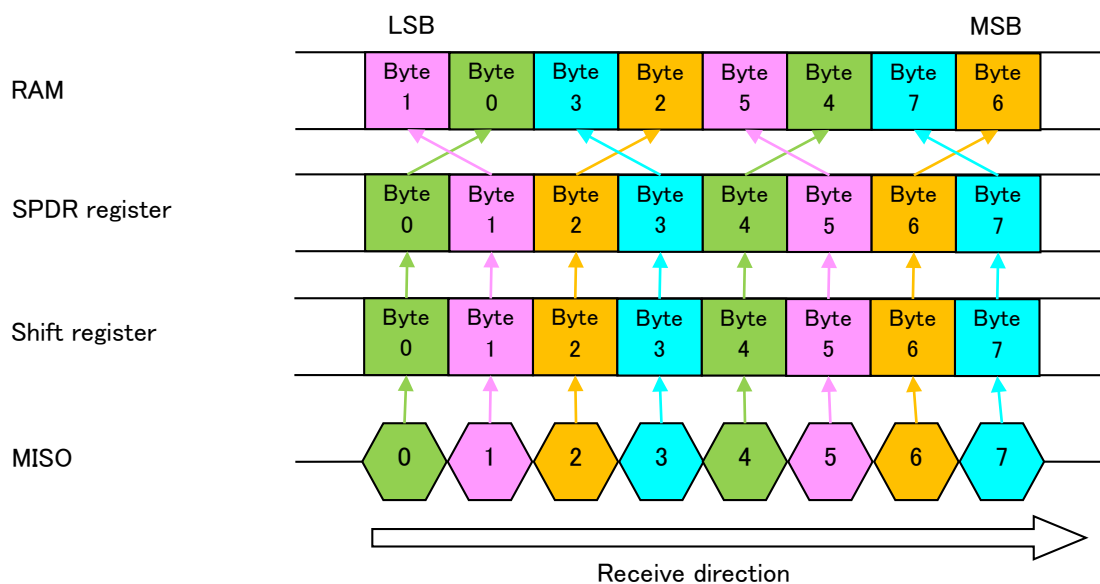 LSB MSB
RAM
Byte Byte Byte Byte Byte Byte Byte Byte
1 0 3 2 5 4 7 6
SPDR register
Byte Byte Byte Byte Byte Byte Byte Byte
0 1 2 3 4 5 6 7
Shift register
Byte Byte Byte Byte Byte Byte Byte Byte
0 1 2 3 4 5 6 7
MISO 0 1 2 3 4 5 6 7
Receive direction